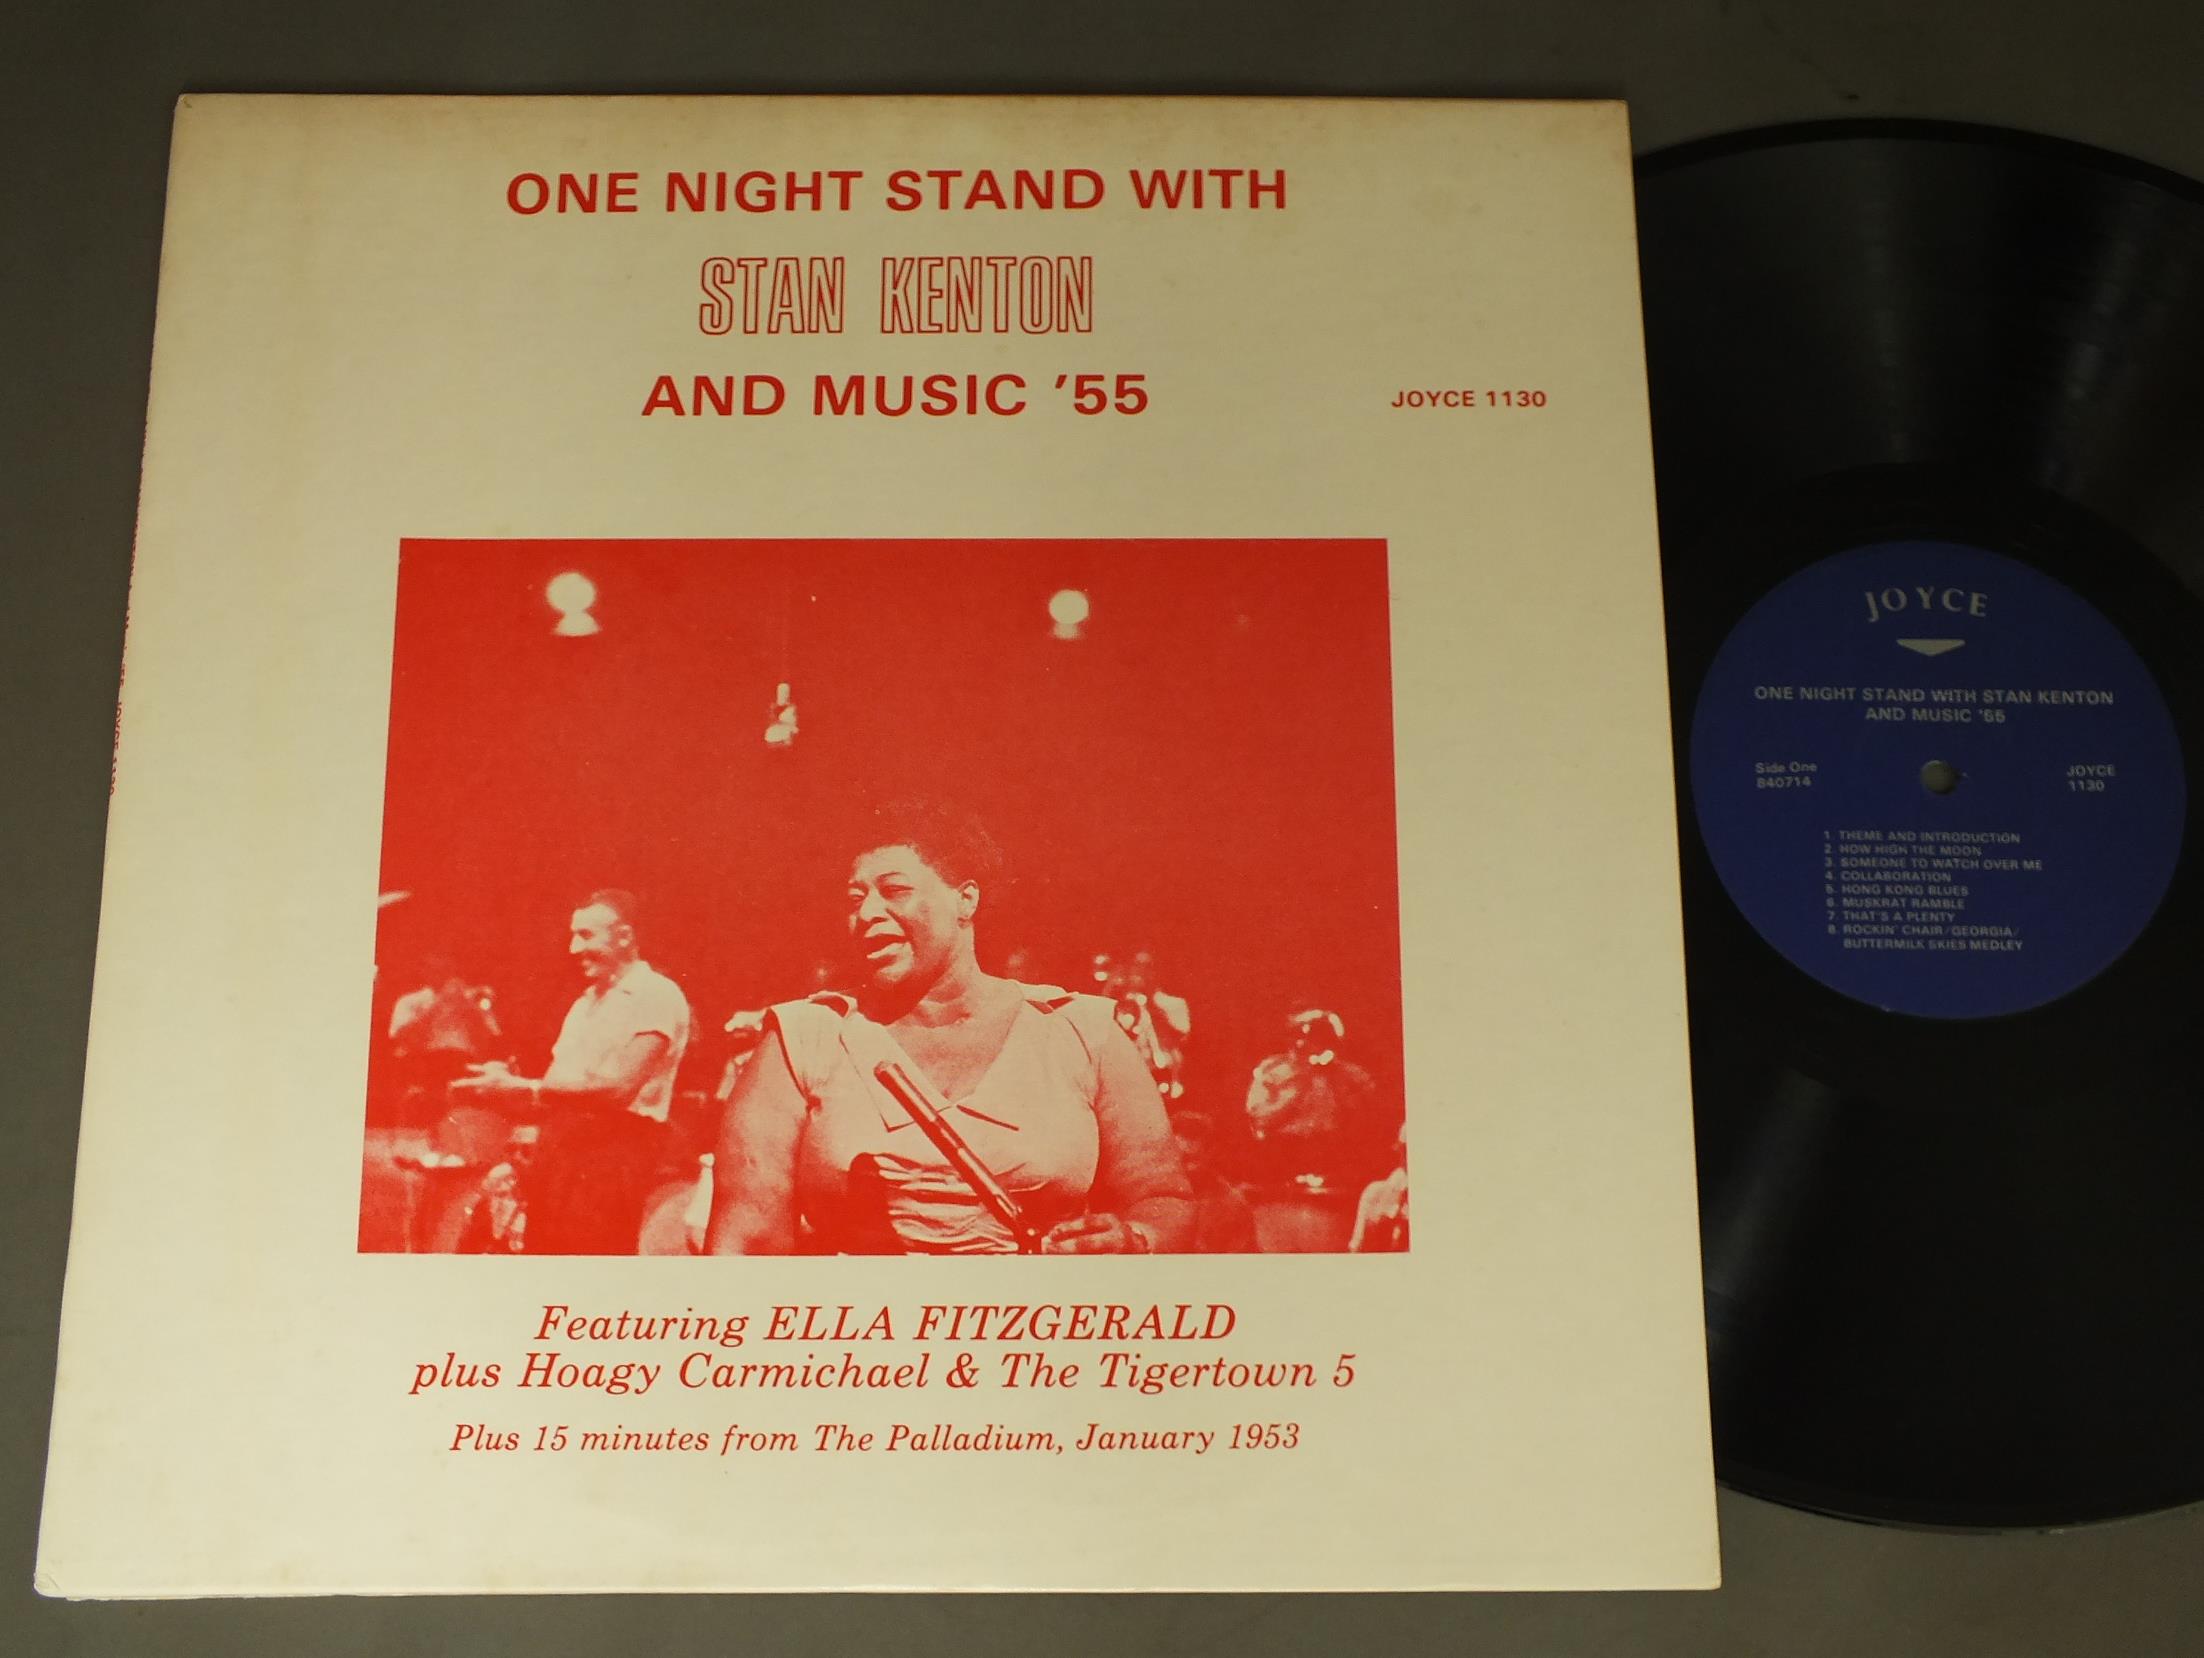 ONE NIGHT STAND WITH
STAN KENTON
AND MUSIC '55
JOYCE 1130
Featuring ELLA FITZGERALD
plus Hoagy Carmichael & The Tigertown 5
Plus 15 minutes from The Palladium, January 1953
JOYCE
ONE NIGHT STAND WITH STAN KENTON
AND MUSIC '55
Side One
840714
JOYCE
1130
1. THEME AND INTRODUCTION
2. HOW HIGH THE MOON
3. SOMEONE TO WATCH OVER ME
4. COLLABORATION
5. HONG KONG BLUES
6. MUSKRAT RAMBLE
7. THAT'S A PLENTY
8. ROCKIN' CHAIR/GEORGIA/
BUTTERMILK SKIES MEDLEY